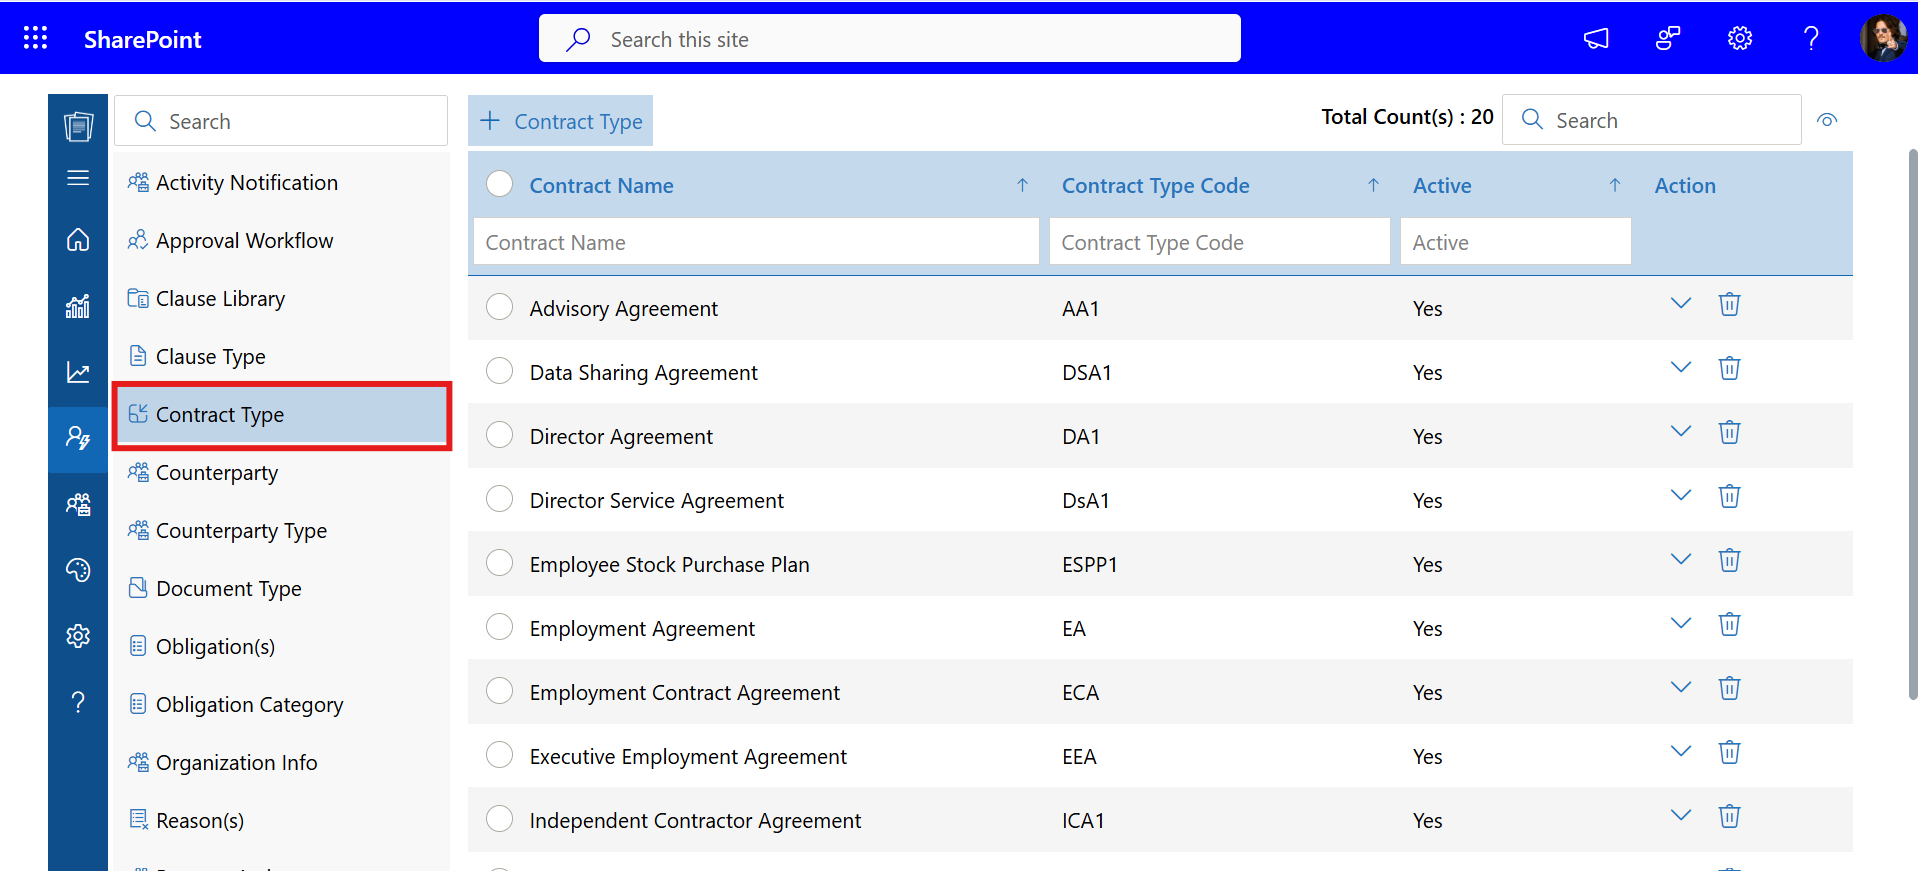 SharePoint
Search this site
Search
+ Contract Type
Total Count(s) : 20
Search
Activity Notification
Approval Workflow
Clause Library
Clause Type
Contract Type
Counterparty
Counterparty Type
Document Type
Obligation(s)
Obligation Category
Organization Info
Reason(s)
Contract Name Contract Type Code Active Action
Contract Name Contract Type Code Active
Advisory Agreement AA1 Yes
Data Sharing Agreement DSA1 Yes
Director Agreement DA1 Yes
Director Service Agreement DsA1 Yes
Employee Stock Purchase Plan ESPP1 Yes
Employment Agreement EA Yes
Employment Contract Agreement ECA Yes
Executive Employment Agreement EEA Yes
Independent Contractor Agreement ICA1 Yes